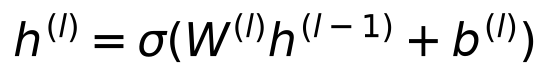 h^{(l)} = σ(W^{(l)}h^{(l − 1)} + b^{(l)})